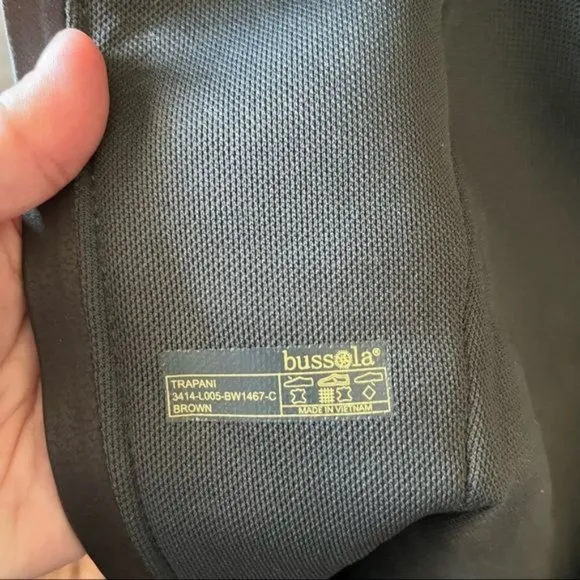 bussola®
TRAPANI
3414-L005-BW1467-C
BROWN
MADE IN VIETNAM